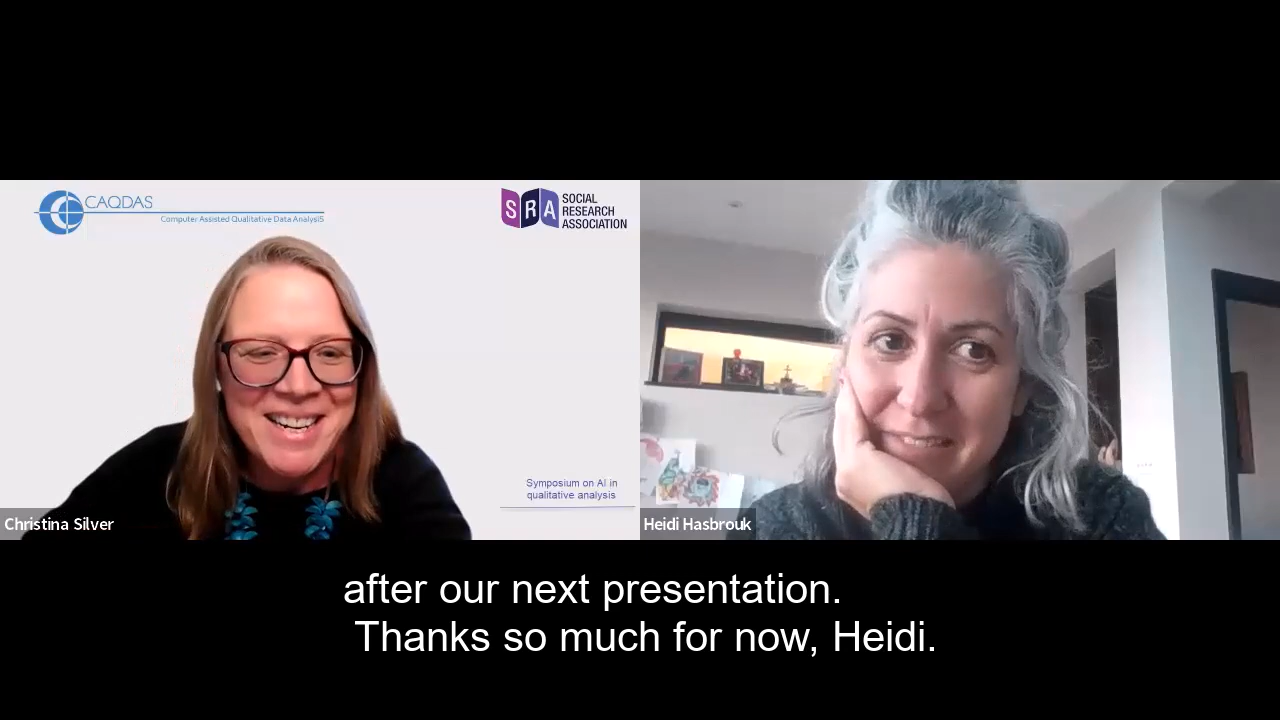 CAQDAS
Computer Assisted Qualitative Data AnalysiS
SRA
SOCIAL
RESEARCH
ASSOCIATION
Symposium on AI in
qualitative analysis
Christina Silver
Heidi Hasbrouk
after our next presentation.
Thanks so much for now, Heidi.